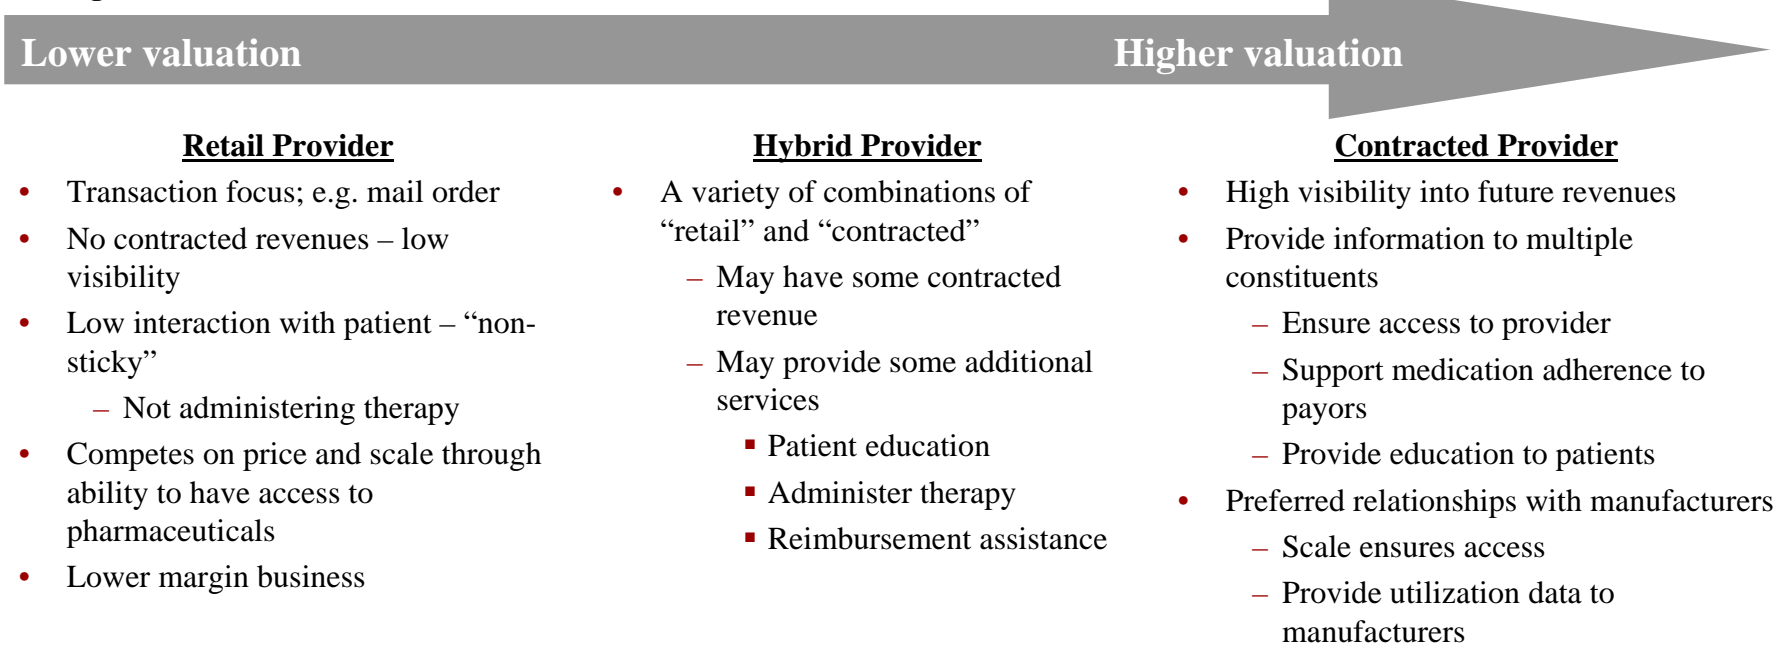 Lower valuation
Higher valuation
Retail Provider
• Transaction focus; e.g. mail order
• No contracted revenues – low
visibility
• Low interaction with patient – “non-
sticky”
– Not administering therapy
• Competes on price and scale through
ability to have access to
pharmaceuticals
• Lower margin business
Hybrid Provider
• A variety of combinations of
“retail” and “contracted”
– May have some contracted
revenue
– May provide some additional
services
▪ Patient education
▪ Administer therapy
▪ Reimbursement assistance
Contracted Provider
• High visibility into future revenues
• Provide information to multiple
constituents
– Ensure access to provider
– Support medication adherence to
payors
– Provide education to patients
• Preferred relationships with manufacturers
– Scale ensures access
– Provide utilization data to
manufacturers